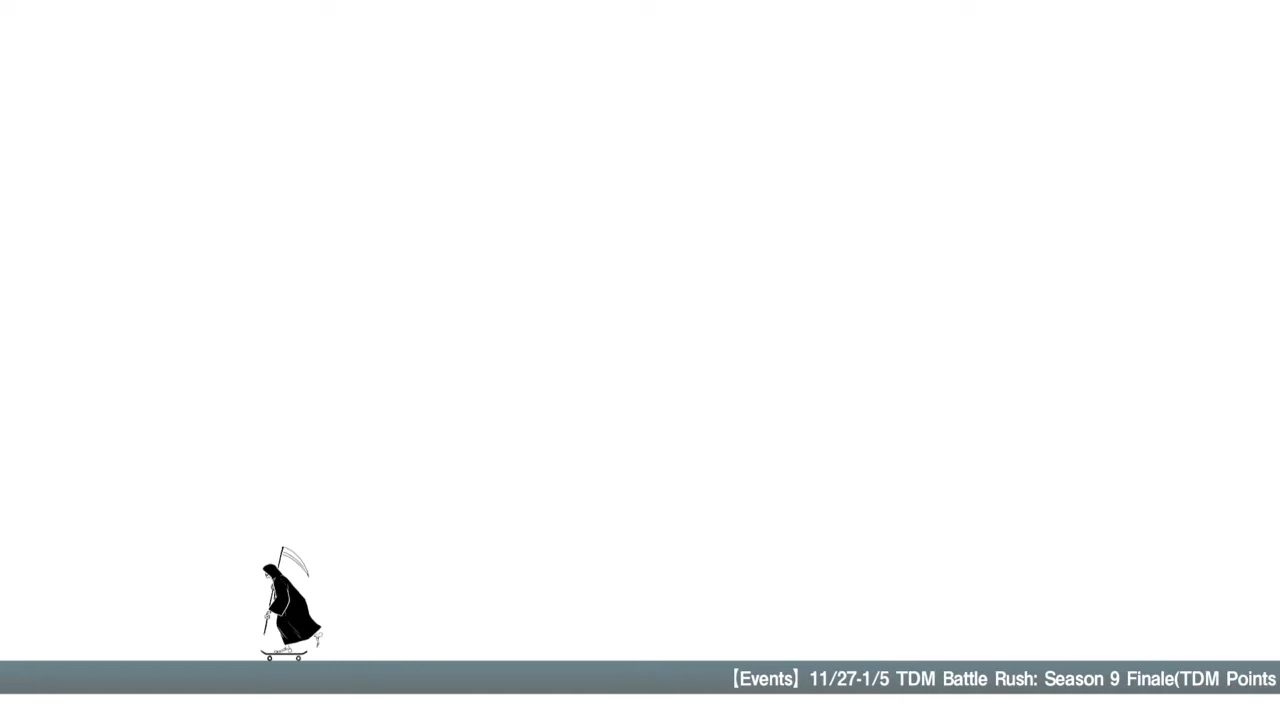 【Events】 11/27-1/5 TDM Battle Rush: Season 9 Finale(TDM Points